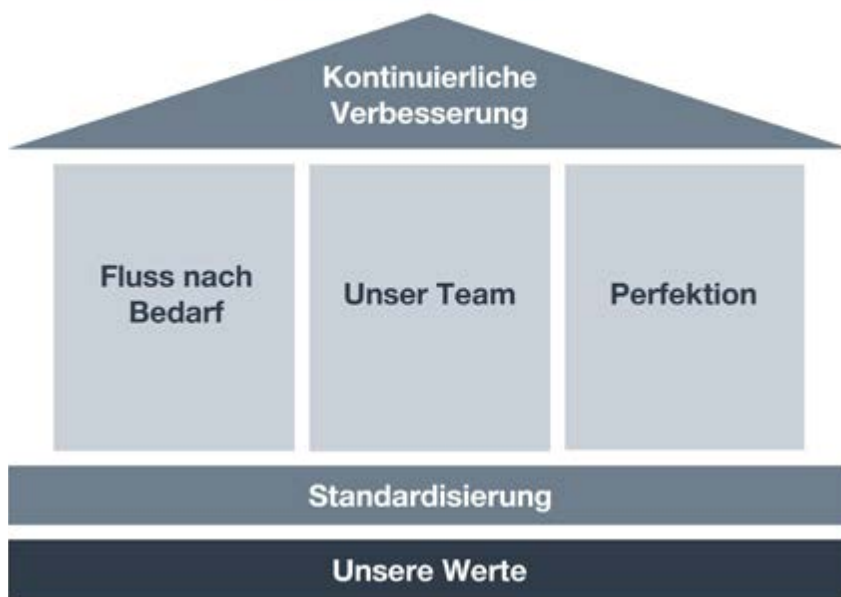 Kontinuierliche
Verbesserung
Fluss nach
Bedarf
Unser Team
Perfektion
Standardisierung
Unsere Werte